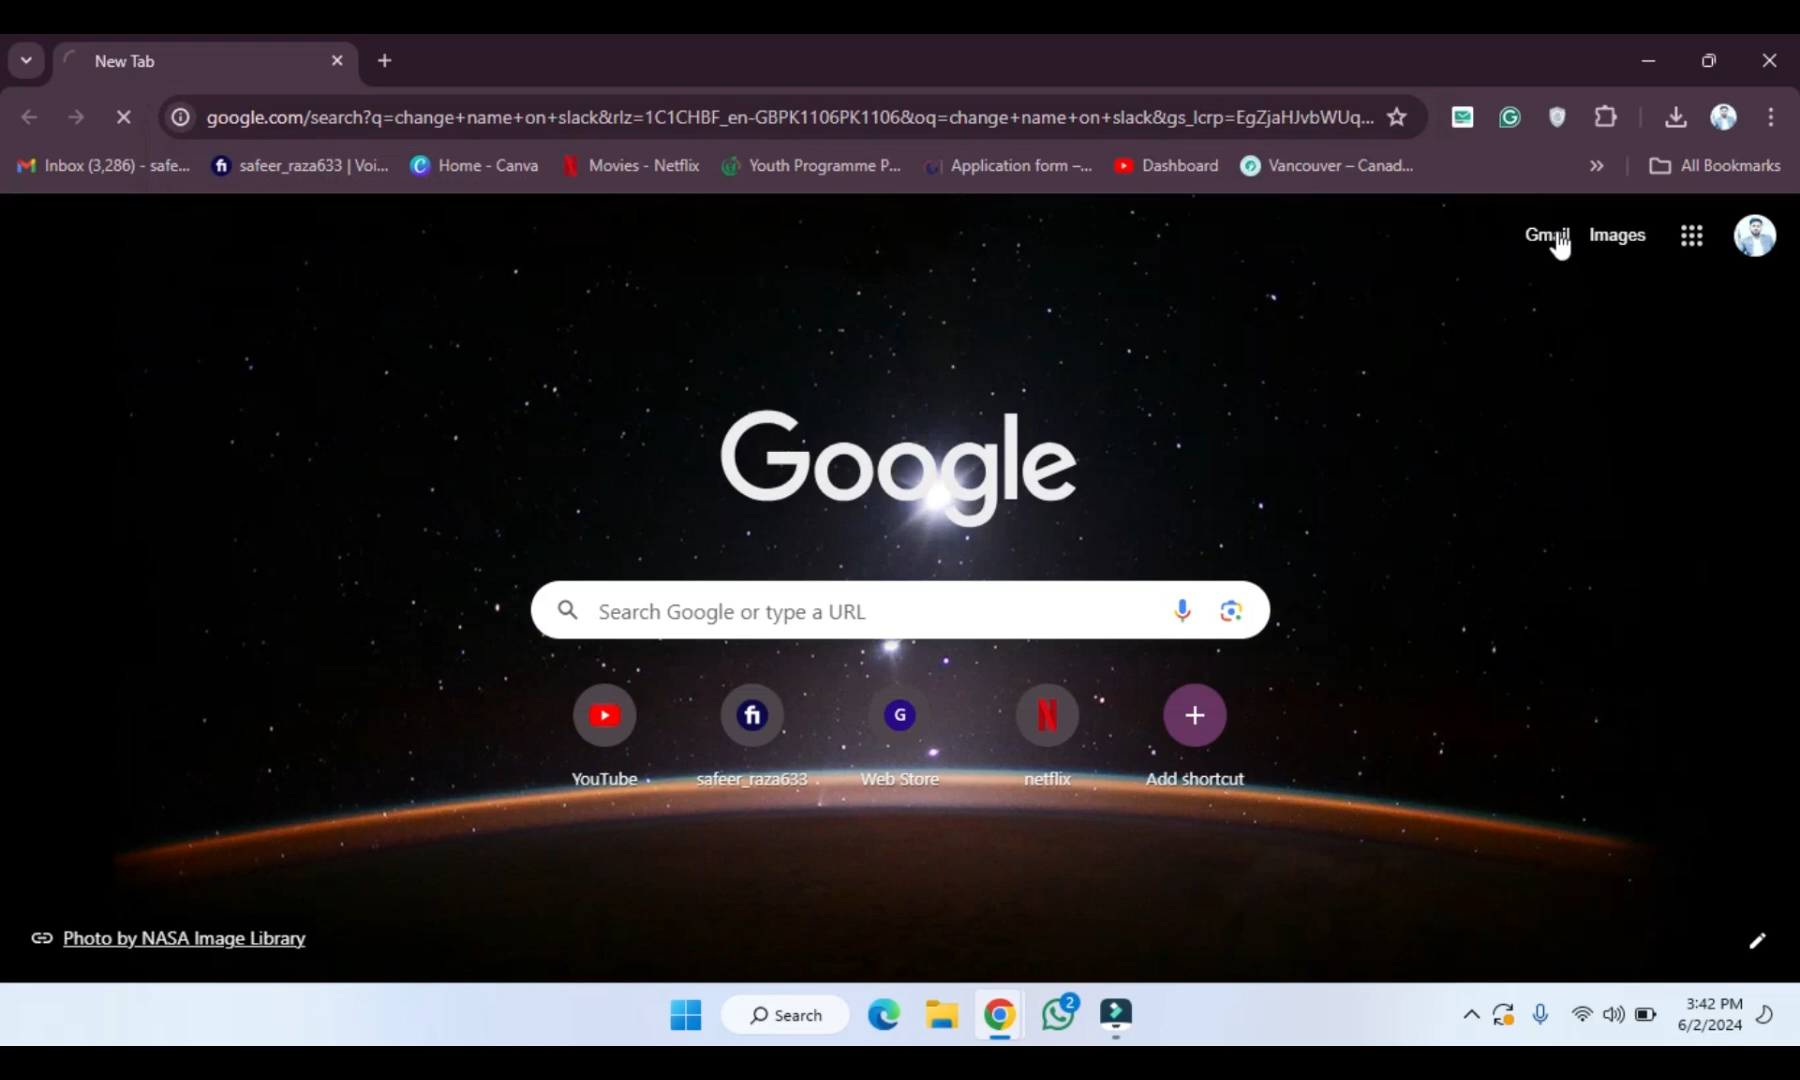 New Tab
google.com/search?q=change+name+on+slack&rlz=1C1CHBF_en-GBPK1106PK1106&oq=change+name+on+slack&gs_lcrp=EgZjaHJvbWUq...
Inbox (3,286) - safe...
safeer_raza633 | Voi...
Home - Canva
Movies - Netflix
Youth Programme P...
Application form –...
Dashboard
Vancouver – Canad...
All Bookmarks
Gmail
Images
Google
Search Google or type a URL
YouTube
safeer_raza633
Web Store
netflix
Add shortcut
Photo by NASA Image Library
Search
2
3:42 PM
6/2/2024